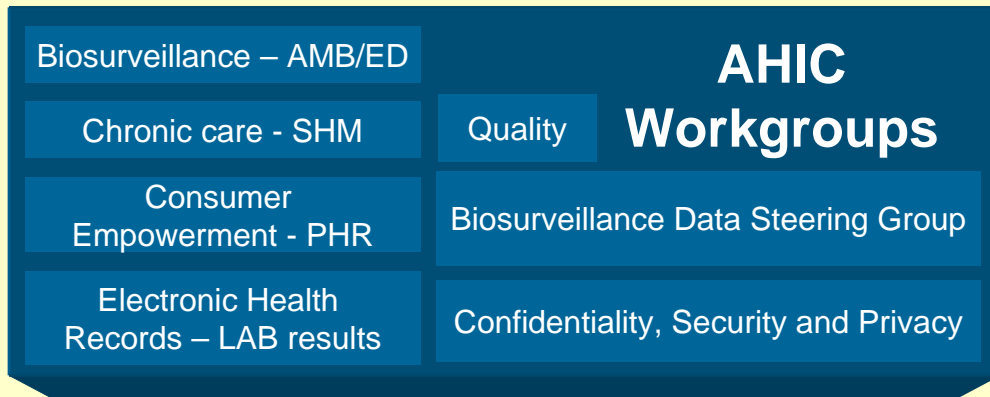 Biosurveillance – AMB/ED
Chronic care - SHM
Consumer
Empowerment - PHR
Electronic Health
Records – LAB results
AHIC
Workgroups
Quality
Biosurveillance Data Steering Group
Confidentiality, Security and Privacy